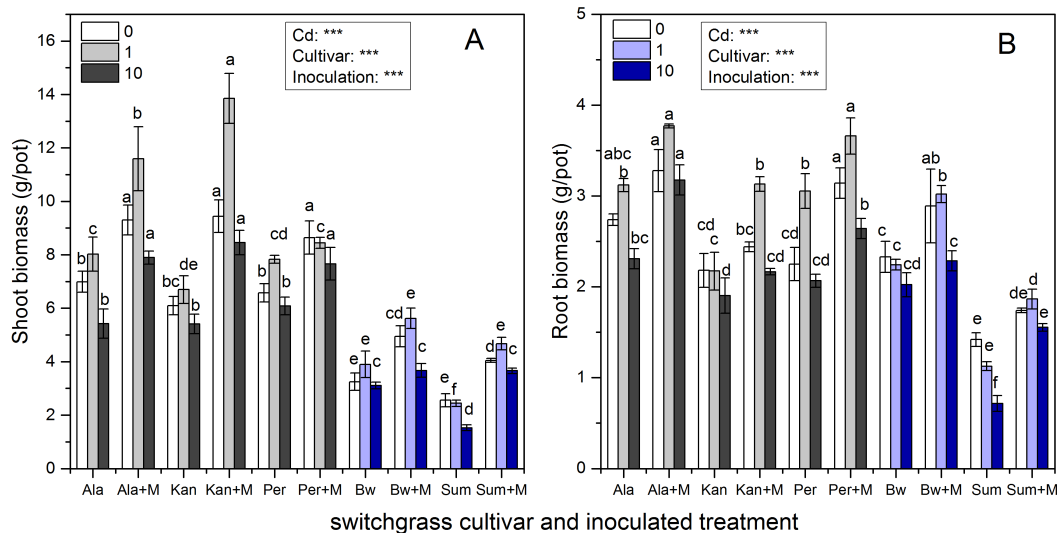 A
0
1
10
Cd: ***
Cultivar: ***
Inoculation: ***
Shoot biomass (g/pot)
16
14
12
10
8
6
4
2
0
b c b
a b a
bc de b
a a a
b cd b
a c a
e e c
cd e c
e f d
d e c
Ala Ala+M Kan Kan+M Per Per+M Bw Bw+M Sum Sum+M
B
0
1
10
Cd: ***
Cultivar: ***
Inoculation: ***
Root biomass (g/pot)
5
4
3
2
1
0
abc b bc
a a a
cd c d
cd b cd
cd b cd
a a b
c c cd
ab b c
e e f
de d e
Ala Ala+M Kan Kan+M Per Per+M Bw Bw+M Sum Sum+M
switchgrass cultivar and inoculated treatment